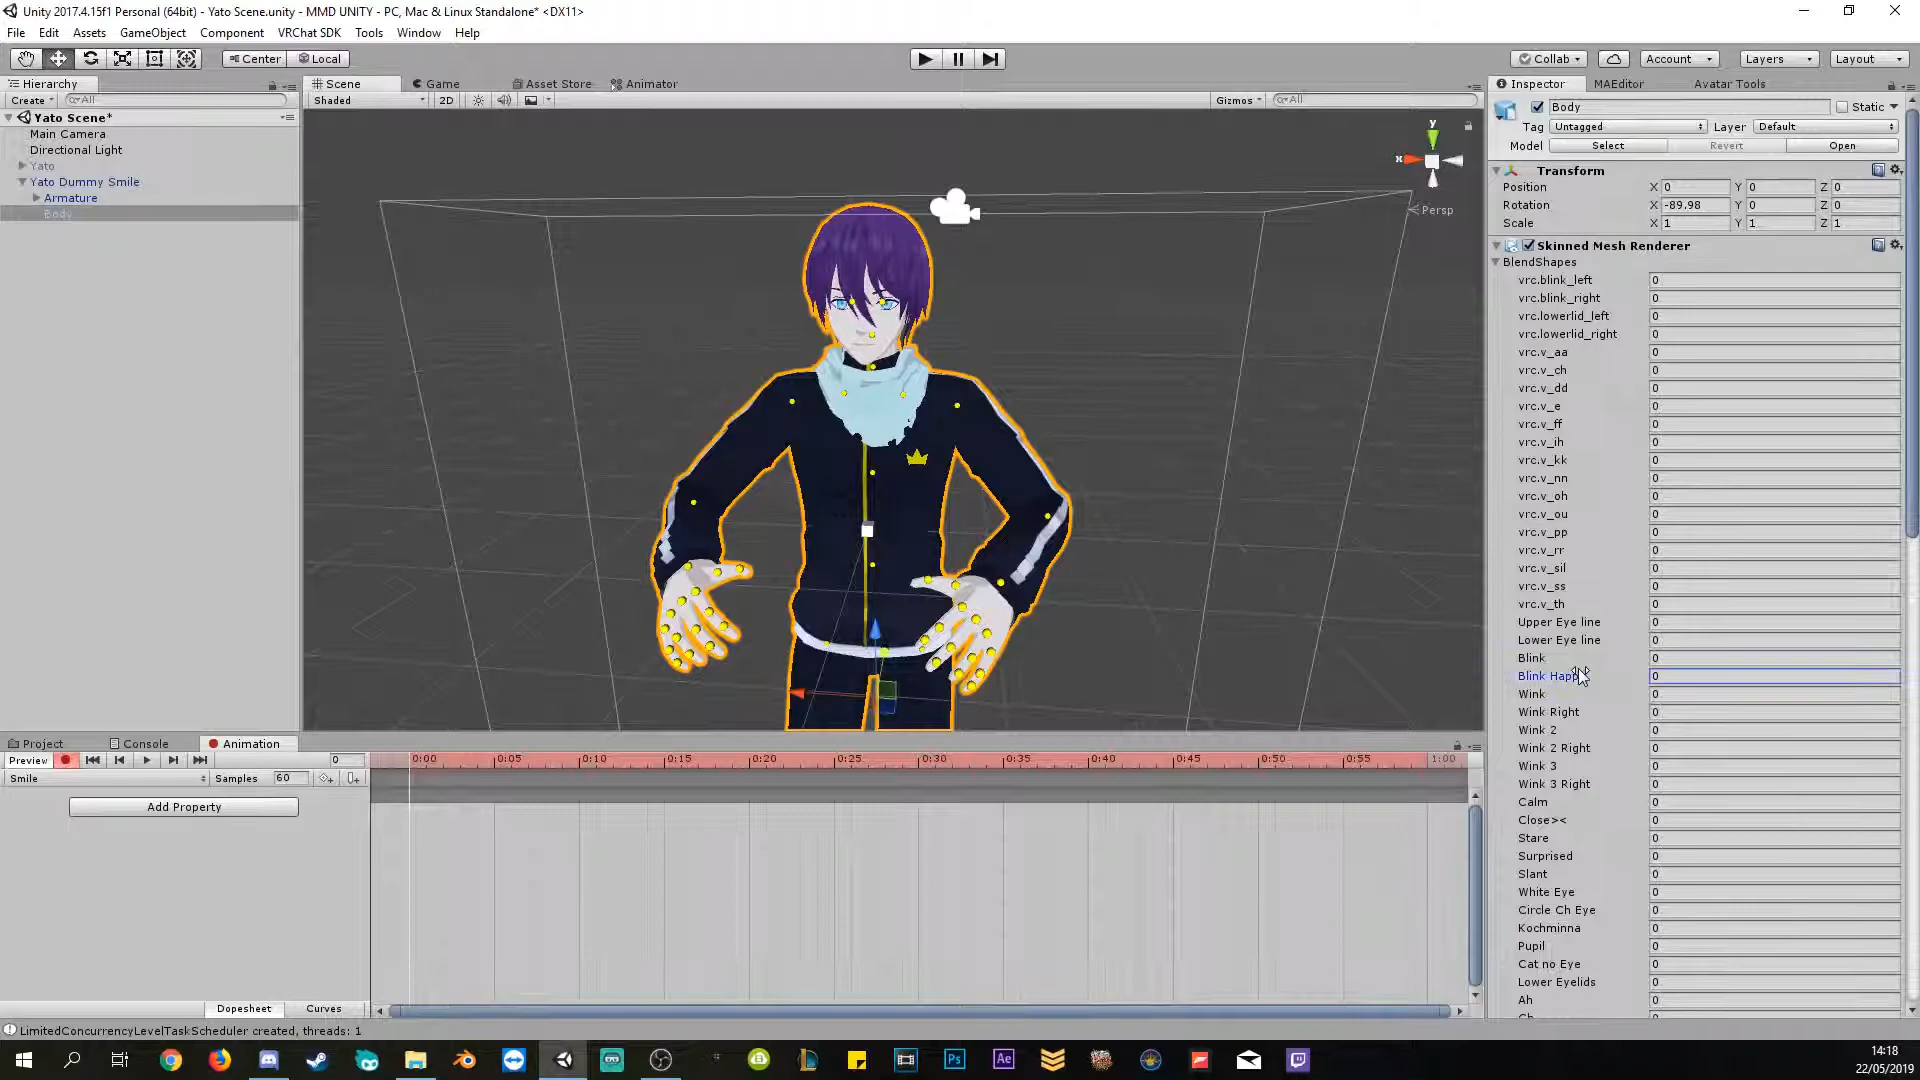 Unity 2017.4.15f1 Personal (64bit) - Yato Scene.unity - MMD UNITY - PC, Mac & Linux Standalone* <DX11>
File Edit Assets GameObject Component VRChat SDK Tools Window Help
Center Local Collab Account Layers Layout
Hierarchy Scene Game Asset Store Animator Inspector MAEditor Avatar Tools
Create All Shaded 2D Gizmos All
Yato Scene*
Main Camera
Directional Light
Yato
Yato Dummy Smile
Armature
Body
y
x
Persp
Body Static
Tag Untagged Layer Default
Model Select Revert Open
Transform
Position X 0 Y 0 Z 0
Rotation X -89.98 Y 0 Z 0
Scale X 1 Y 1 Z 1
Skinned Mesh Renderer
BlendShapes
vrc.blink_left 0
vrc.blink_right 0
vrc.lowerlid_left 0
vrc.lowerlid_right 0
vrc.v_aa 0
vrc.v_ch 0
vrc.v_dd 0
vrc.v_e 0
vrc.v_ff 0
vrc.v_ih 0
vrc.v_kk 0
vrc.v_nn 0
vrc.v_oh 0
vrc.v_ou 0
vrc.v_pp 0
vrc.v_rr 0
vrc.v_sil 0
vrc.v_ss 0
vrc.v_th 0
Upper Eye line 0
Lower Eye line 0
Blink 0
Blink Happ 0
Wink 0
Wink Right 0
Wink 2 0
Wink 2 Right 0
Wink 3 0
Wink 3 Right 0
Calm 0
Close>< 0
Stare 0
Surprised 0
Slant 0
White Eye 0
Circle Ch Eye 0
Kochminna 0
Pupil 0
Cat no Eye 0
Lower Eyelids 0
Ah 0
Project Console Animation
Preview 0 0:00 0:05 0:10 0:15 0:20 0:25 0:30 0:35 0:40 0:45 0:50 0:55 1:00
Smile Samples 60
Add Property
Dopesheet Curves
LimitedConcurrencyLevelTaskScheduler created, threads: 1
Ps Ae
14:18
22/05/2019